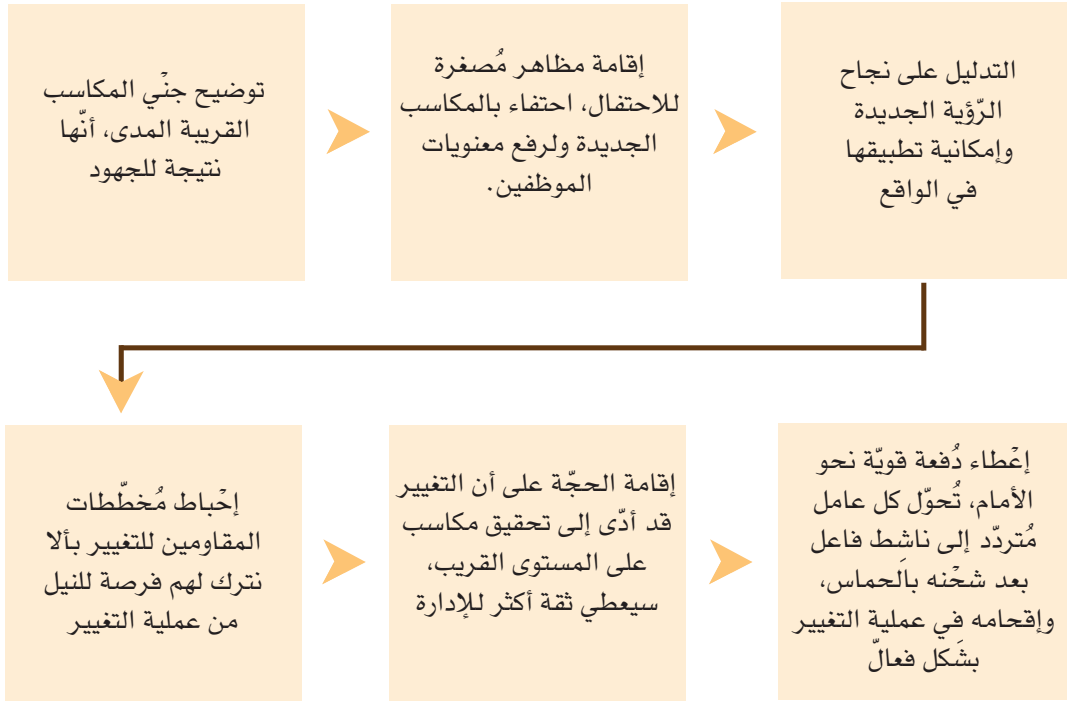 توضيح جنْي المكاسب
القريبة المدى، أنّها
نتيجة للجهود
إقامة مظاهر مُصغرة
للاحتفال، احتفاء بالمكاسب
الجديدة ولرفع معنويات
الموظفين.
التدليل على نجاح
الرّؤية الجديدة
وإمكانية تطبيقها
في الواقع
إحْباط مُخطّطات
المقاومين للتغيير بألا
نترك لهم فرصة للنيل
من عملية التغيير
إقامة الحجّة على أن التغيير
قد أدّى إلى تحقيق مكاسب
على المستوى القريب،
سيعطي ثقة أكثر للإدارة
إعْطاء دُفعة قويّة نحو
الأمام، تُحوّل كل عامل
مُتردّد إلى ناشِط فاعل
بعد شحْنه بالَحماس،
وإقحامه في عملية التغيير
بشَكل فعالّ